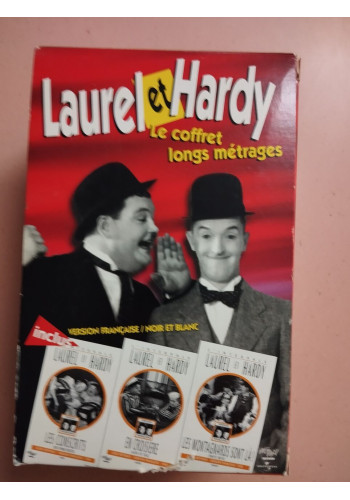 Laurel et Hardy
Le coffret
longs métrages
VERSION FRANÇAISE / NOIR ET BLANC
inclus
LAUREL ET HARDY
LES CONSCRITS
LAUREL ET HARDY
EN CROISIÈRE
LAUREL ET HARDY
LES MONTAGNARDS SONT LÀ